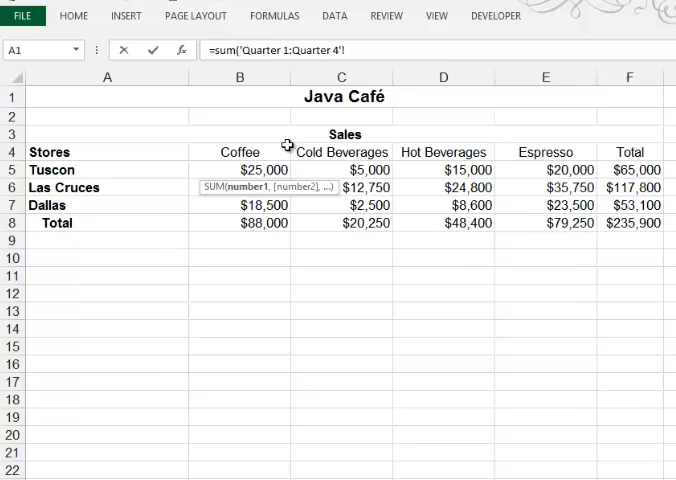 FILE HOME INSERT PAGE LAYOUT FORMULAS DATA REVIEW VIEW DEVELOPER
A1 fx =sum('Quarter 1:Quarter 4'!
A B C D E F
1 Java Café
2
3 Sales
4 Stores Coffee Cold Beverages Hot Beverages Espresso Total
5 Tuscon $25,000 $5,000 $15,000 $20,000 $65,000
6 Las Cruces SUM(number1, [number2], ...) $12,750 $24,800 $35,750 $117,800
7 Dallas $18,500 $2,500 $8,600 $23,500 $53,100
8 Total $88,000 $20,250 $48,400 $79,250 $235,900
9
10
11
12
13
14
15
16
17
18
19
20
21
22